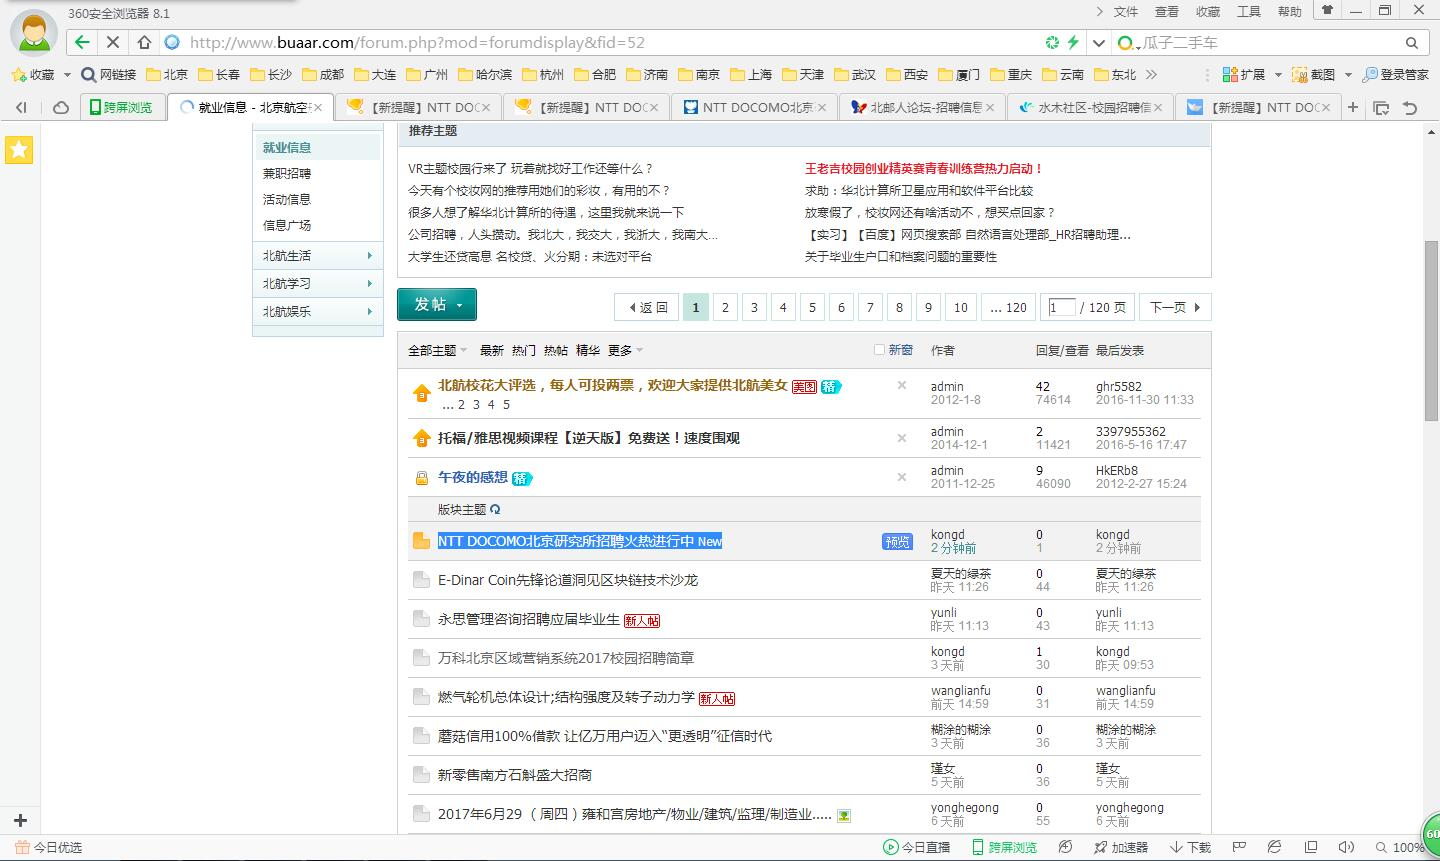 360安全浏览器 8.1
文件 查看 收藏 工具 帮助
http://www.buaar.com/forum.php?mod=forumdisplay&fid=52
瓜子二手车
收藏 网链接 北京 长春 长沙 成都 大连 广州 哈尔滨 杭州 合肥 济南 南京 上海 天津 武汉 西安 厦门 重庆 云南 东北 扩展 截图 登录管家
跨屏浏览 就业信息 - 北京航空 【新提醒】NTT DOC 【新提醒】NTT DOC NTT DOCOMO北京 北邮人论坛-招聘信息 水木社区-校园招聘信 【新提醒】NTT DOC
推荐主题
就业信息
兼职招聘
活动信息
信息广场
北航生活
北航学习
北航娱乐
VR主题校园行来了 玩着就找好工作还等什么？
王老吉校园创业精英赛青春训练营热力启动！
今天有个校妆网的推荐用她们的彩妆，有用的不？
求助：华北计算所卫星应用和软件平台比较
很多人想了解华北计算所的待遇，这里我就来说一下
放寒假了，校妆网还有啥活动不，想买点回家？
公司招聘，人头攒动。我北大，我交大，我浙大，我南大...
【实习】【百度】网页搜索部 自然语言处理部_HR招聘助理...
大学生还贷高息 名校贷、火分期：未选对平台
关于毕业生户口和档案问题的重要性
发帖
返 回 1 2 3 4 5 6 7 8 9 10 ... 120 1 / 120 页 下一页
全部主题 最新 热门 热帖 精华 更多 新窗 作者 回复/查看 最后发表
北航校花大评选，每人可投两票，欢迎大家提供北航美女 美图 精 admin 42 ghr5582
... 2 3 4 5 2012-1-8 74614 2016-11-30 11:33
托福/雅思视频课程【逆天版】免费送！速度围观 admin 2 3397955362
2014-12-1 11421 2016-5-16 17:47
午夜的感想 精 admin 9 HkERb8
2011-12-25 46090 2012-2-27 15:24
版块主题
NTT DOCOMO北京研究所招聘火热进行中 New 预览 kongd 0 kongd
2 分钟前 1 2 分钟前
E-Dinar Coin先锋论道洞见区块链技术沙龙 夏天的绿茶 0 夏天的绿茶
昨天 11:26 44 昨天 11:26
永思管理咨询招聘应届毕业生 新人帖 yunli 0 yunli
昨天 11:13 43 昨天 11:13
万科北京区域营销系统2017校园招聘简章 kongd 1 kongd
3 天前 30 昨天 09:53
燃气轮机总体设计;结构强度及转子动力学 新人帖 wanglianfu 0 wanglianfu
前天 14:59 31 前天 14:59
蘑菇信用100%借款 让亿万用户迈入“更透明”征信时代 糊涂的糊涂 0 糊涂的糊涂
3 天前 36 3 天前
新零售南方石斛盛大招商 瑾女 0 瑾女
5 天前 36 5 天前
2017年6月29 （周四）雍和宫房地产/物业/建筑/监理/制造业..... yonghegong 0 yonghegong
6 天前 55 6 天前
今日优选 今日直播 跨屏浏览 加速器 下载 100%
60